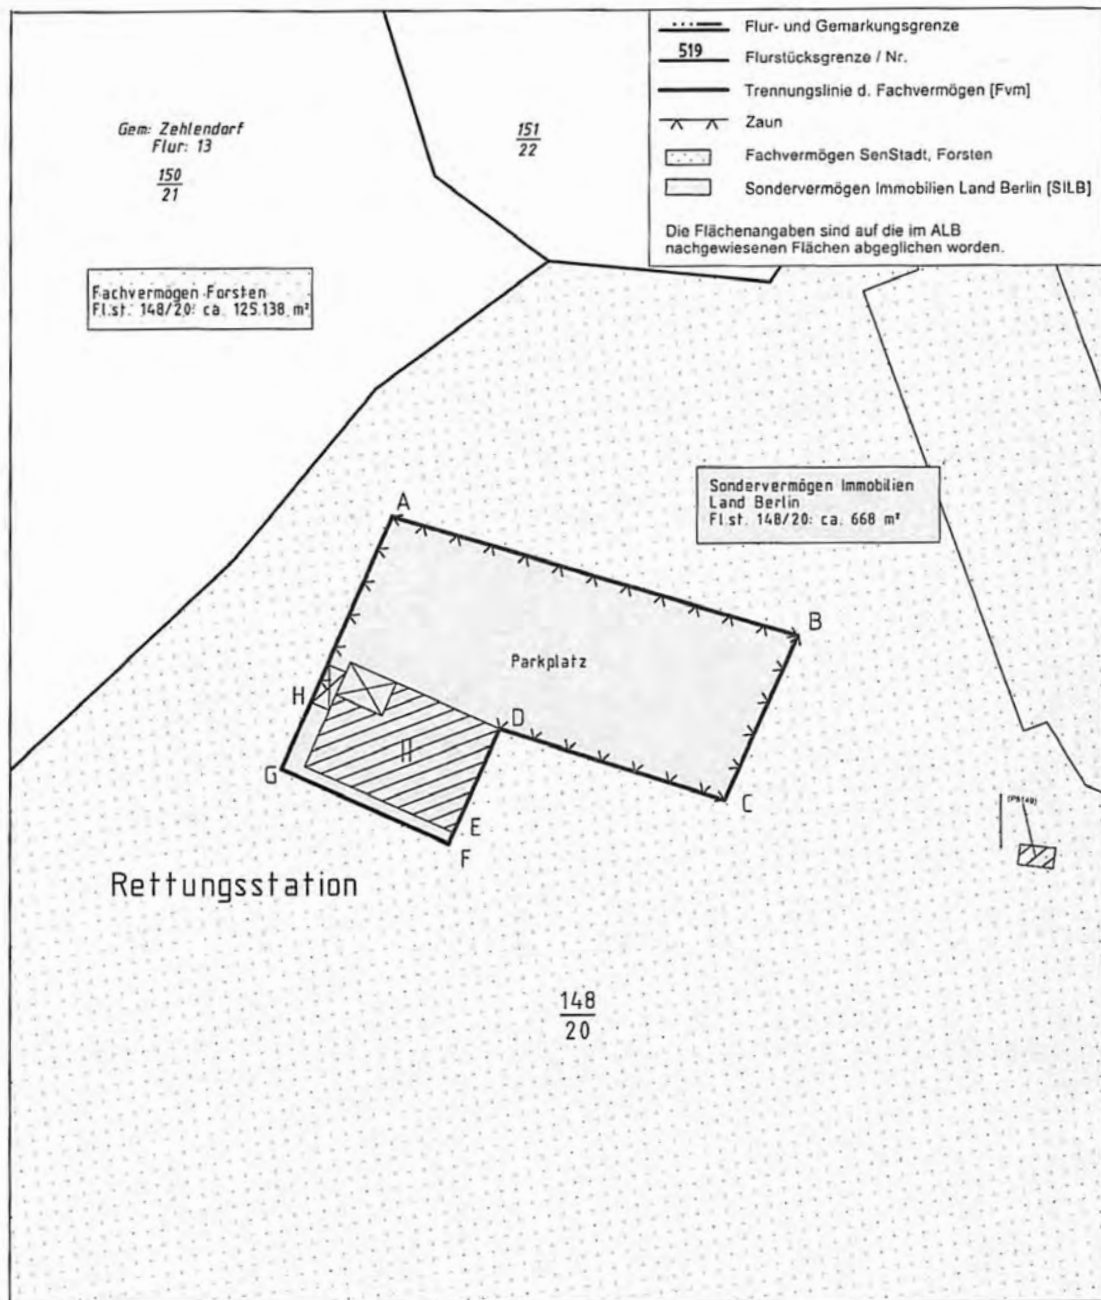 Flur- und Gemarkungsgrenze
519 Flurstücksgrenze / Nr.
Trennungslinie d. Fachvermögen [Fvm]
Zaun
Fachvermögen SenStadt, Forsten
Sondervermögen Immobilien Land Berlin [SILB]
Die Flächenangaben sind auf die im ALB
nachgewiesenen Flächen abgeglichen worden.
Gem: Zehlendorf
Flur: 13
150
21
151
22
Fachvermögen Forsten
Fl.st. 148/20: ca. 125.138 m²
Sondervermögen Immobilien
Land Berlin
Fl.st. 148/20: ca. 668 m²
A
B
Parkplatz
H
D
II
G
C
E
F
Rettungsstation
148
20